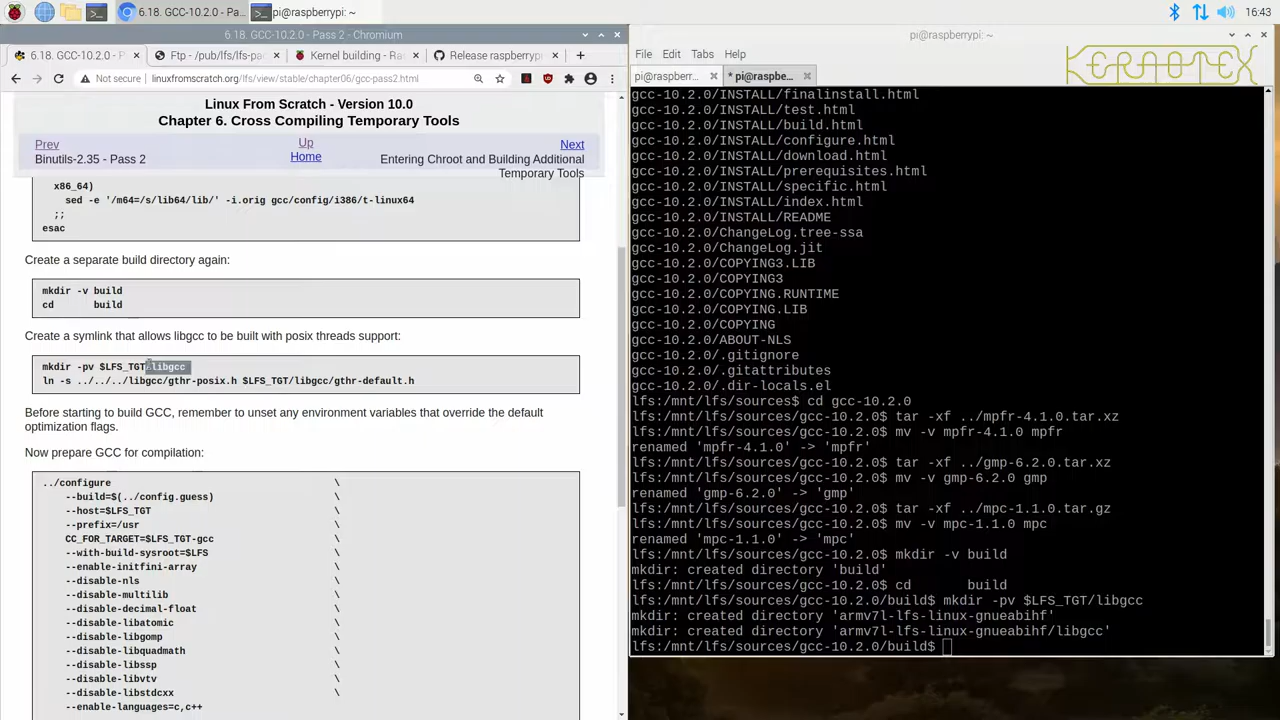 6.18. GCC-10.2.0 - Pa...
pi@raspberrypi: ~
16:43
6.18. GCC-10.2.0 - Pass 2 - Chromium
6.18. GCC-10.2.0 - P
Ftp - /pub/lfs/lfs-pac
Kernel building - Ras
Release raspberrypi
Not secure
linuxfromscratch.org/lfs/view/stable/chapter06/gcc-pass2.html
Linux From Scratch - Version 10.0
Chapter 6. Cross Compiling Temporary Tools
Prev
Up
Next
Binutils-2.35 - Pass 2
Home
Entering Chroot and Building Additional
Temporary Tools
x86_64)
sed -e '/m64=/s/lib64/lib/' -i.orig gcc/config/i386/t-linux64
;;
esac
Create a separate build directory again:
mkdir -v build
cd       build
Create a symlink that allows libgcc to be built with posix threads support:
mkdir -pv $LFS_TGT/libgcc
ln -s ../../../libgcc/gthr-posix.h $LFS_TGT/libgcc/gthr-default.h
Before starting to build GCC, remember to unset any environment variables that override the default
optimization flags.
Now prepare GCC for compilation:
../configure \
--build=$(../config.guess) \
--host=$LFS_TGT \
--prefix=/usr \
CC_FOR_TARGET=$LFS_TGT-gcc \
--with-build-sysroot=$LFS \
--enable-initfini-array \
--disable-nls \
--disable-multilib \
--disable-decimal-float \
--disable-libatomic \
--disable-libgomp \
--disable-libquadmath \
--disable-libssp \
--disable-libvtv \
--disable-libstdcxx \
--enable-languages=c,c++
pi@raspberrypi: ~
File Edit Tabs Help
KERAOTEX
pi@raspberr...
* pi@raspbe...
gcc-10.2.0/INSTALL/finalinstall.html
gcc-10.2.0/INSTALL/test.html
gcc-10.2.0/INSTALL/build.html
gcc-10.2.0/INSTALL/configure.html
gcc-10.2.0/INSTALL/download.html
gcc-10.2.0/INSTALL/prerequisites.html
gcc-10.2.0/INSTALL/specific.html
gcc-10.2.0/INSTALL/index.html
gcc-10.2.0/INSTALL/README
gcc-10.2.0/ChangeLog.tree-ssa
gcc-10.2.0/ChangeLog.jit
gcc-10.2.0/COPYING3.LIB
gcc-10.2.0/COPYING3
gcc-10.2.0/COPYING.RUNTIME
gcc-10.2.0/COPYING.LIB
gcc-10.2.0/COPYING
gcc-10.2.0/ABOUT-NLS
gcc-10.2.0/.gitignore
gcc-10.2.0/.gitattributes
gcc-10.2.0/.dir-locals.el
lfs:/mnt/lfs/sources$ cd gcc-10.2.0
lfs:/mnt/lfs/sources/gcc-10.2.0$ tar -xf ../mpfr-4.1.0.tar.xz
lfs:/mnt/lfs/sources/gcc-10.2.0$ mv -v mpfr-4.1.0 mpfr
renamed 'mpfr-4.1.0' -> 'mpfr'
lfs:/mnt/lfs/sources/gcc-10.2.0$ tar -xf ../gmp-6.2.0.tar.xz
lfs:/mnt/lfs/sources/gcc-10.2.0$ mv -v gmp-6.2.0 gmp
renamed 'gmp-6.2.0' -> 'gmp'
lfs:/mnt/lfs/sources/gcc-10.2.0$ tar -xf ../mpc-1.1.0.tar.gz
lfs:/mnt/lfs/sources/gcc-10.2.0$ mv -v mpc-1.1.0 mpc
renamed 'mpc-1.1.0' -> 'mpc'
lfs:/mnt/lfs/sources/gcc-10.2.0$ mkdir -v build
mkdir: created directory 'build'
lfs:/mnt/lfs/sources/gcc-10.2.0$ cd       build
lfs:/mnt/lfs/sources/gcc-10.2.0/build$ mkdir -pv $LFS_TGT/libgcc
mkdir: created directory 'armv7l-lfs-linux-gnueabihf'
mkdir: created directory 'armv7l-lfs-linux-gnueabihf/libgcc'
lfs:/mnt/lfs/sources/gcc-10.2.0/build$